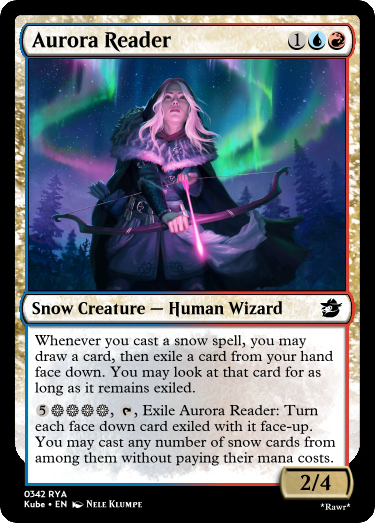 Aurora Reader 1
Snow Creature — Human Wizard
Whenever you cast a snow spell, you may
draw a card, then exile a card from your hand
face down. You may look at that card for as
long as it remains exiled.
5, , Exile Aurora Reader: Turn
each face down card exiled with it face-up.
You may cast any number of snow cards from
among them without paying their mana costs.
2/4
0342 RYA
Kube • EN Nele Klumpe
*Rawr*